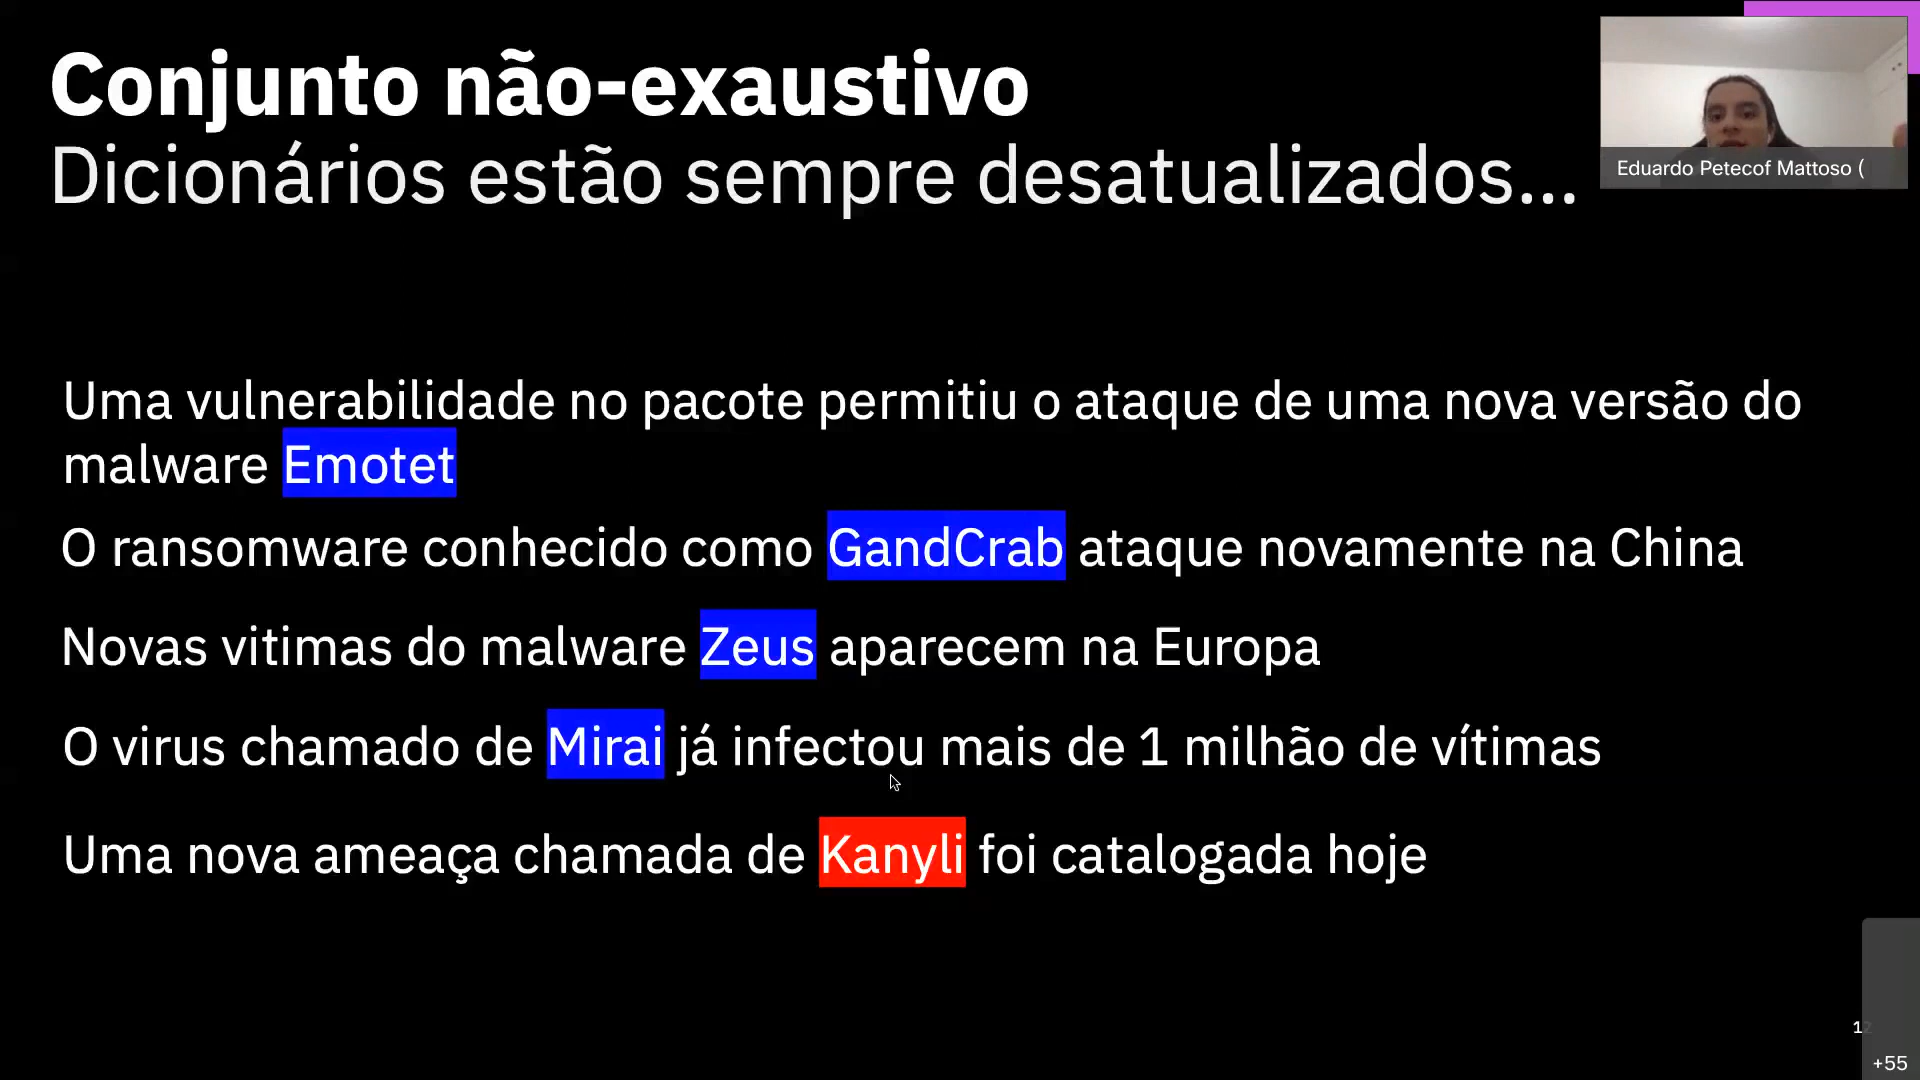 Conjunto não-exaustivo
Dicionários estão sempre desatualizados...
Eduardo Petecof Mattoso (
Uma vulnerabilidade no pacote permitiu o ataque de uma nova versão do
malware Emotet
O ransomware conhecido como GandCrab ataque novamente na China
Novas vitimas do malware Zeus aparecem na Europa
O virus chamado de Mirai já infectou mais de 1 milhão de vítimas
Uma nova ameaça chamada de Kanyli foi catalogada hoje
12
+55